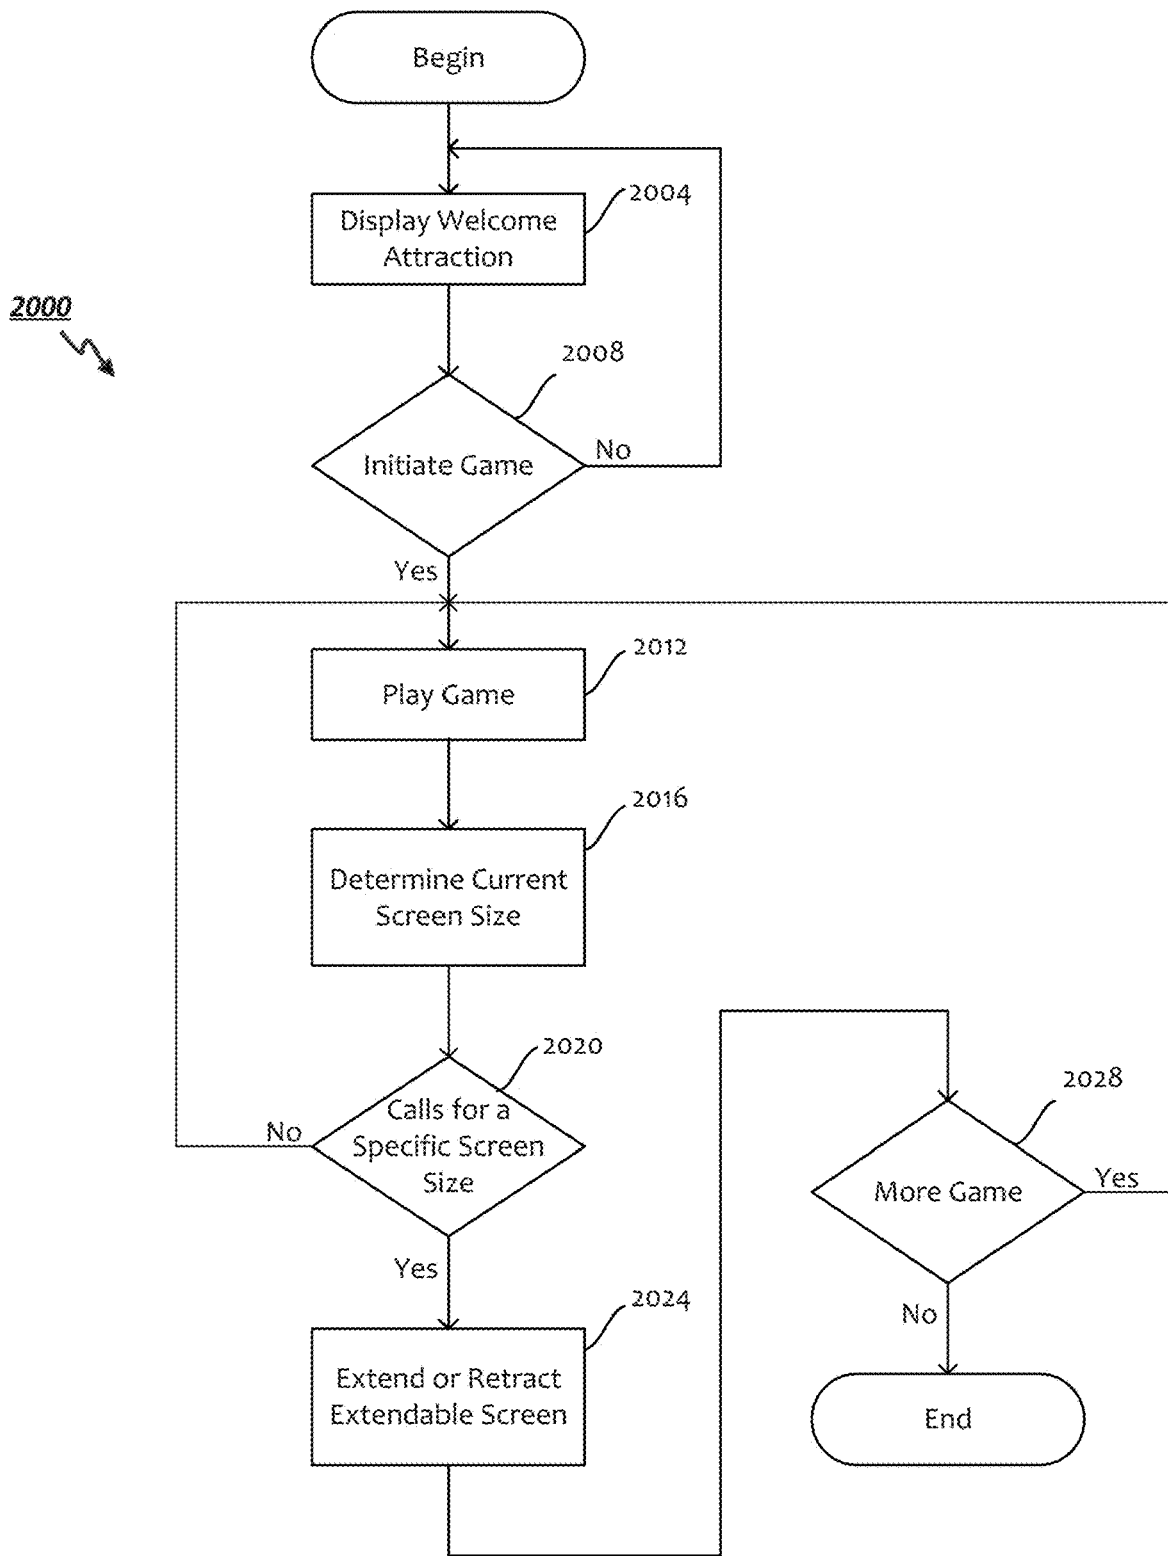 Begin
2004
Display Welcome
Attraction
2000
2008
Initiate Game
No
Yes
2012
Play Game
2016
Determine Current
Screen Size
2020
Calls for a
Specific Screen
Size
No
Yes
2024
Extend or Retract
Extendable Screen
2028
More Game
Yes
No
End